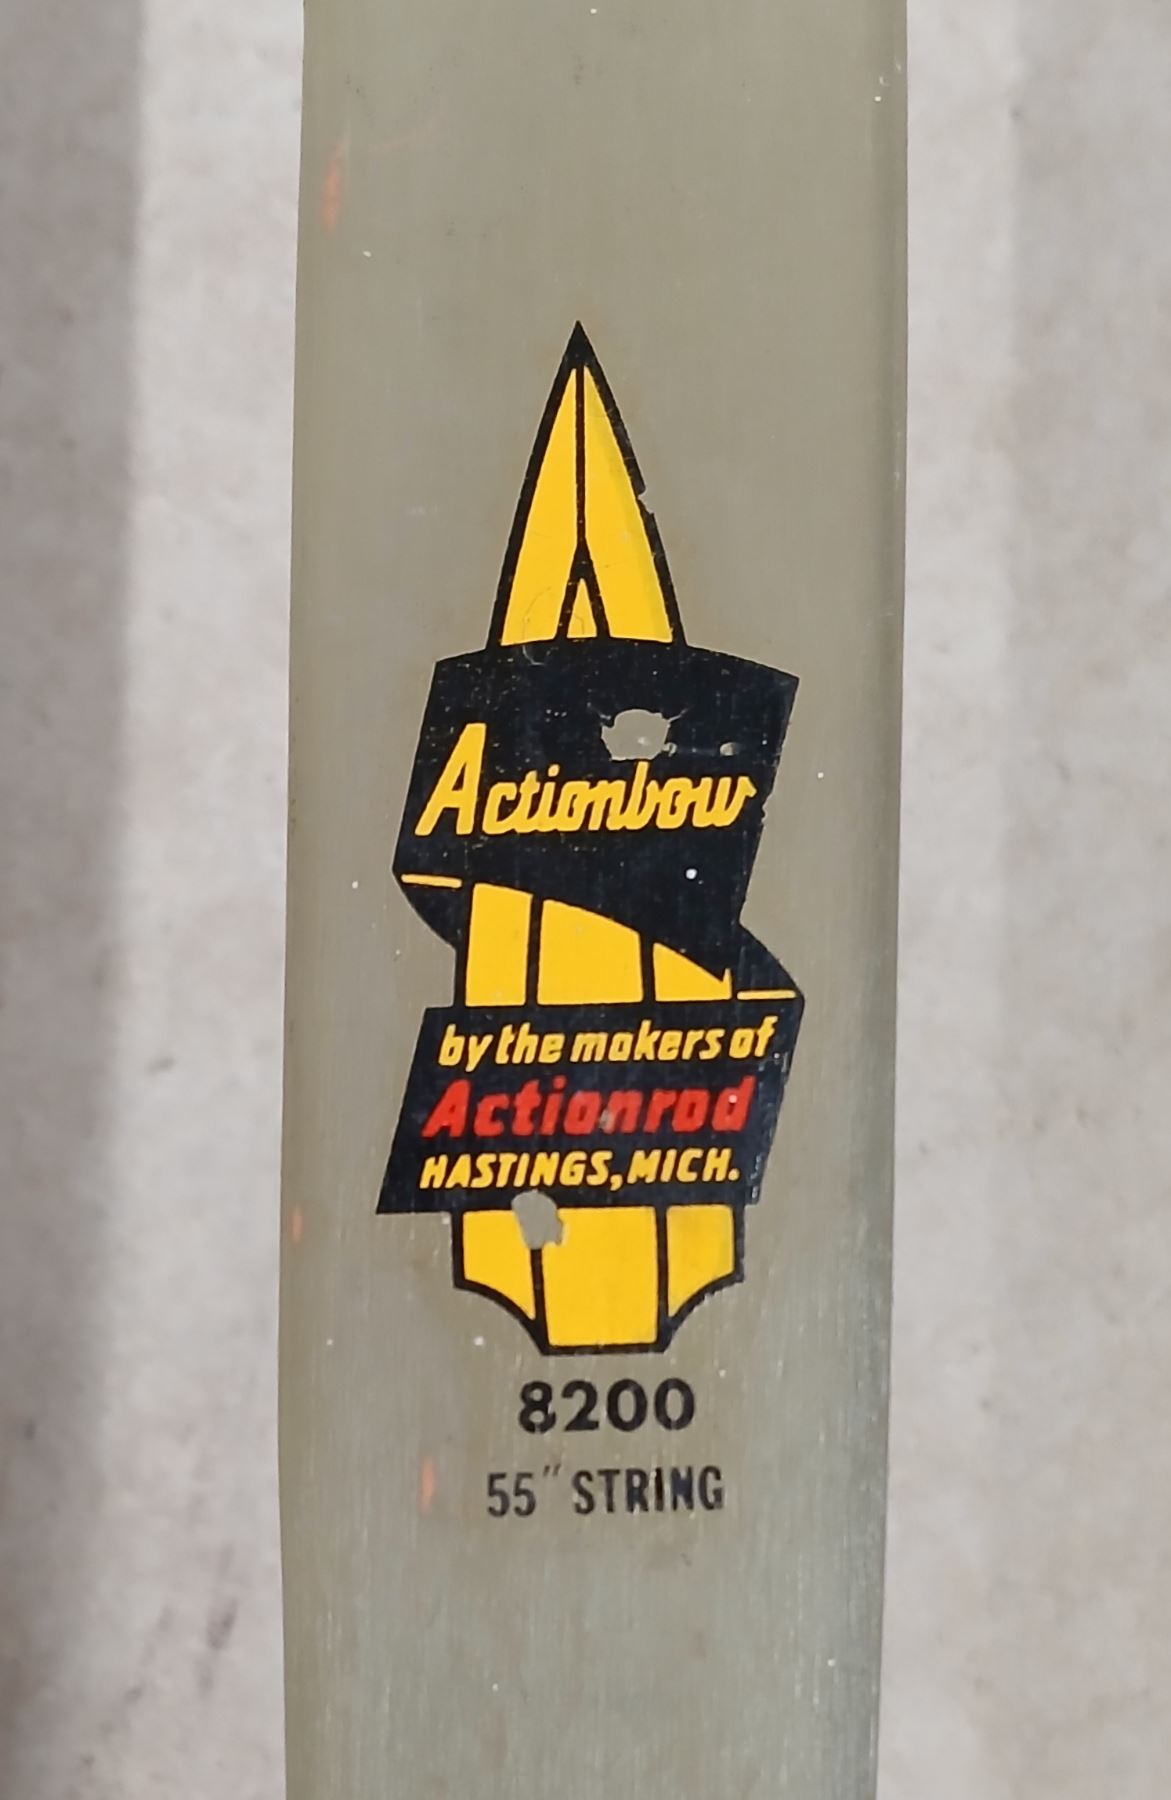 Actionbow
by the makers of
Actionrod
HASTINGS, MICH.
8200
55" STRING